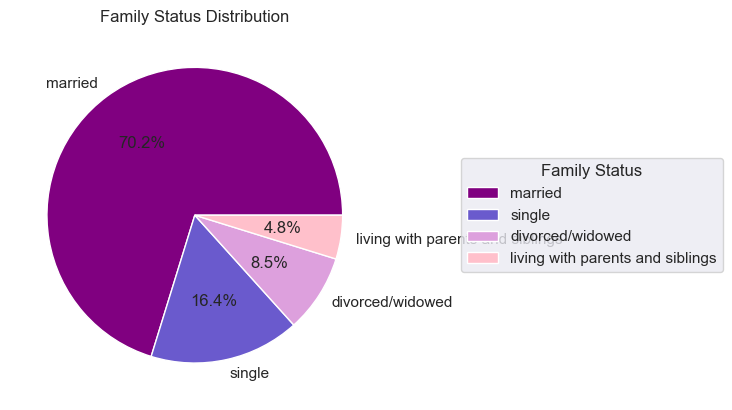 Family Status Distribution
married
70.2%
Family Status
married
single
divorced/widowed
living with parents and siblings
4.8%
living with parents and siblings
8.5%
16.4%
divorced/widowed
single